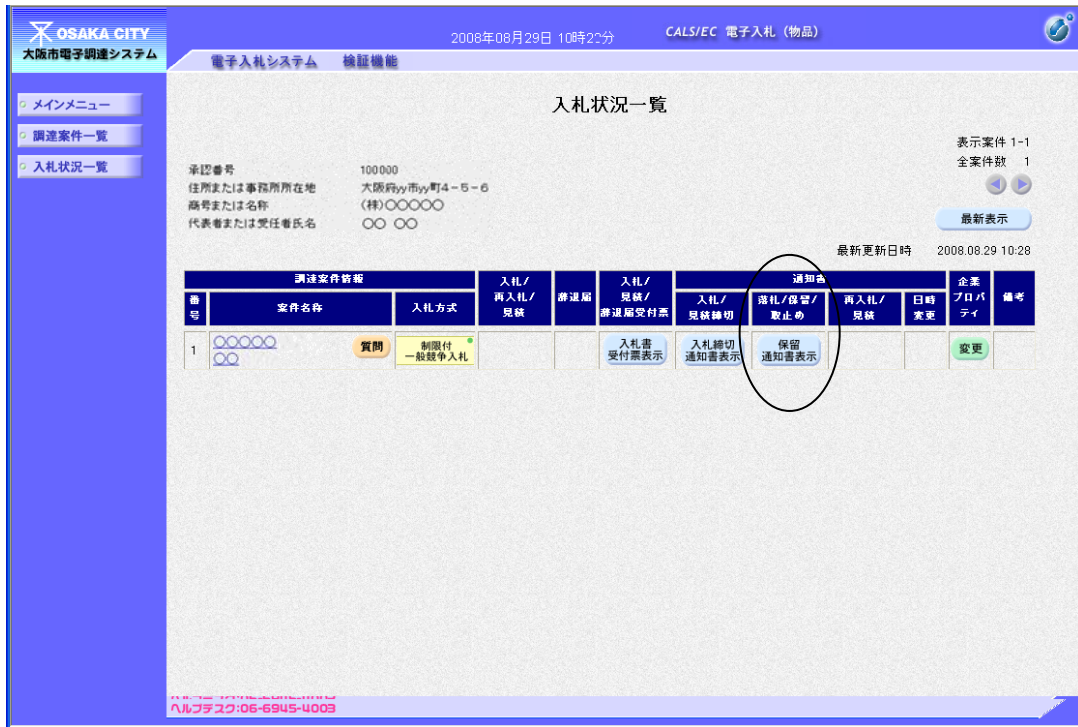 OSAKA CITY
大阪市電子調達システム
2008年08月29日 10時22分
CALS/EC 電子入札（物品）
電子入札システム 検証機能
メインメニュー
調達案件一覧
入札状況一覧
入札状況一覧
表示案件 1-1
全案件数 1
承認番号 100000
住所または事務所所在地 大阪府yy市yy町4－5－6
商号または名称 (株)○○○○○
代表者または受任者氏名 ○○ ○○
最新表示
最新更新日時 2008.08.29 10:28
調達案件情報 入札/再入札/見積 辞退届 入札/見積/辞退届受付票 通知書 企業プロパティ 備考
番号 案件名称 入札方式 入札/見積締切 落札/保留/取止め 再入札/見積 日時変更
1 ○○○○○ ○○ 質問 制限付一般競争入札 入札書受付票表示 入札締切通知書表示 保留通知書表示 変更
ヘルプデスク:06-6945-4003